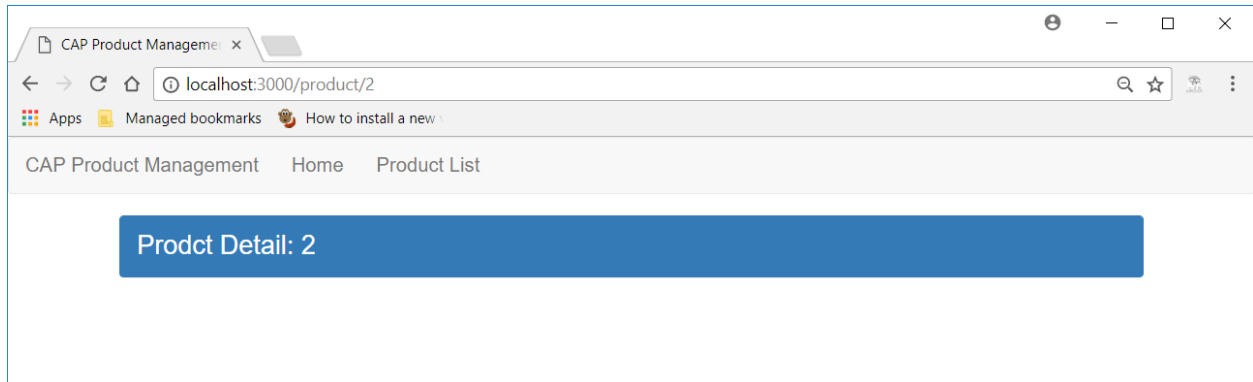 CAP Product Managemer
localhost:3000/product/2
Apps Managed bookmarks How to install a new
CAP Product Management Home Product List
Prodct Detail: 2